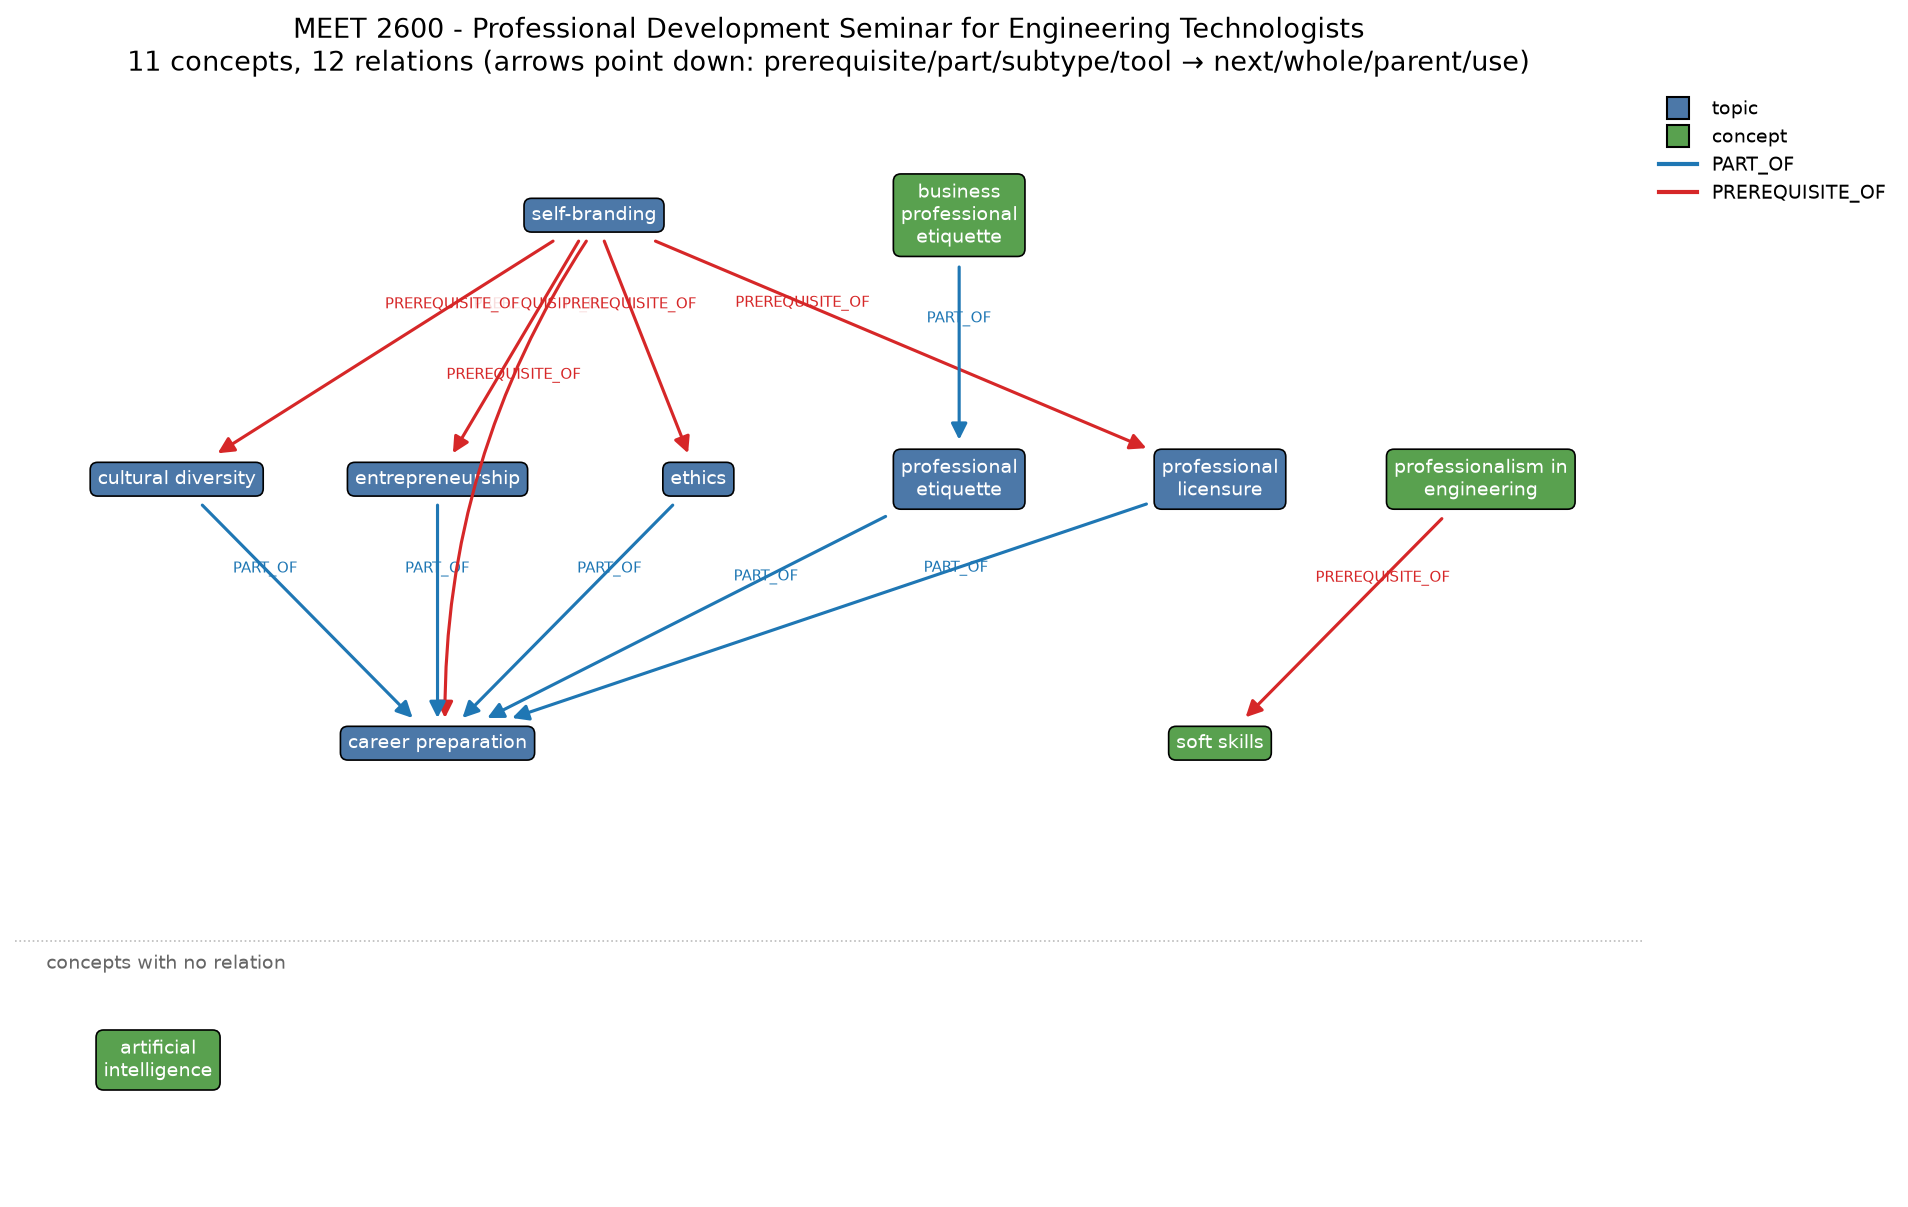 MEET 2600 - Professional Development Seminar for Engineering Technologists
11 concepts, 12 relations (arrows point down: prerequisite/part/subtype/tool → next/whole/parent/use)
topic
concept
PART_OF
PREREQUISITE_OF
business
professional
etiquette
self-branding
PREREQUISITE_OF
PREREQUISITE_OF
PREREQUISITE_OF
PART_OF
PREREQUISITE_OF
cultural diversity
entrepreneurship
ethics
professional
etiquette
professional
licensure
professionalism in
engineering
PART_OF
PART_OF
PART_OF
PART_OF
PART_OF
PREREQUISITE_OF
career preparation
soft skills
concepts with no relation
artificial
intelligence